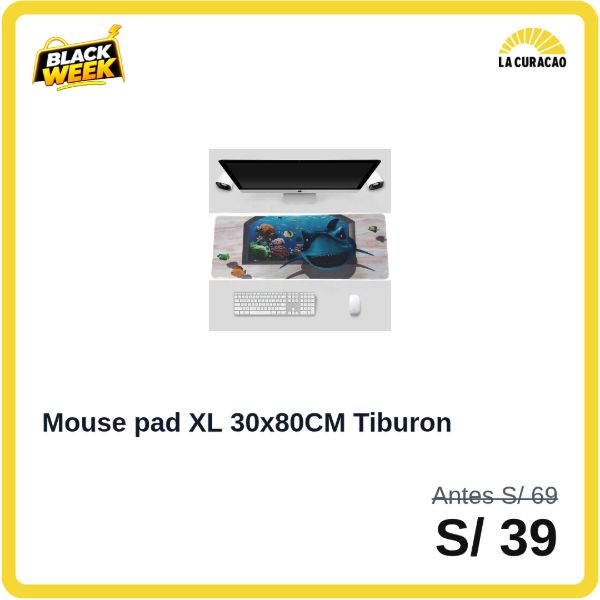 BLACK
WEEK
LA CURACAO
Mouse pad XL 30x80CM Tiburon
Antes S/ 69
S/ 39